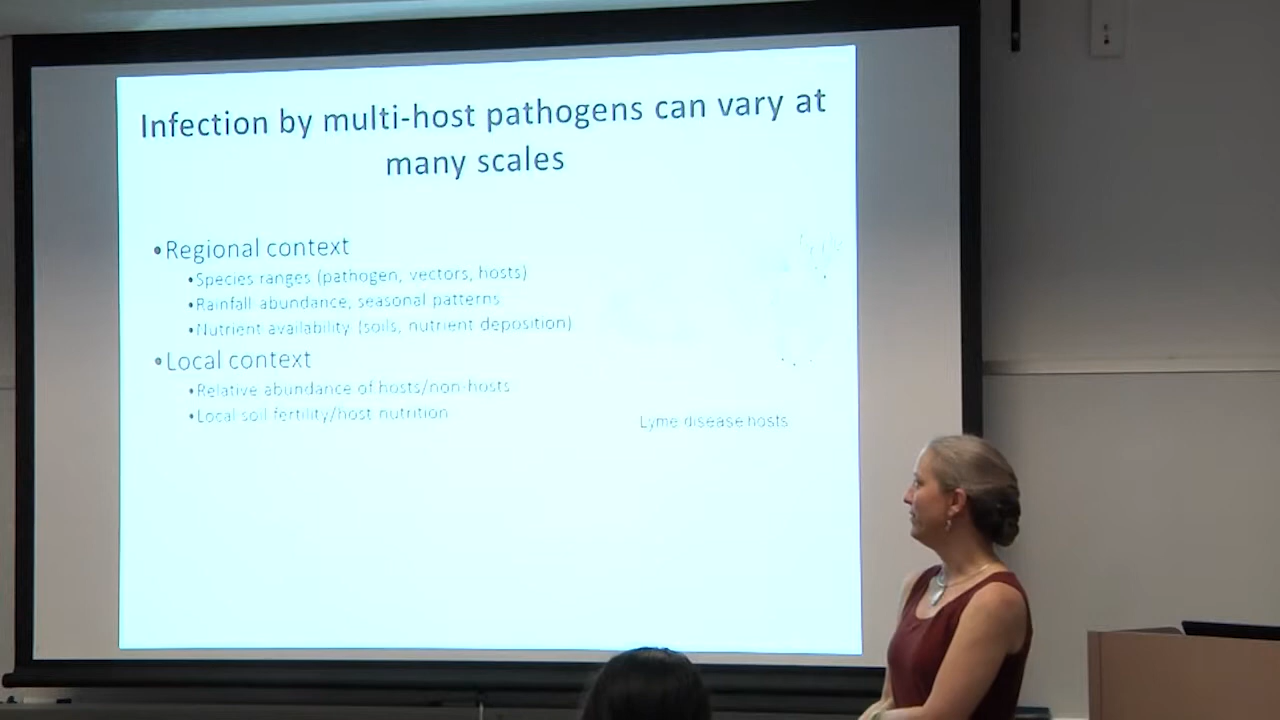 Infection by multi-host pathogens can vary at
many scales
•Regional context
•Species ranges (pathogen, vectors, hosts)
•Rainfall abundance, seasonal patterns
•Nutrient availability (soils, nutrient deposition)
•Local context
•Relative abundance of hosts/non-hosts
•Local soil fertility/host nutrition
Lyme disease hosts